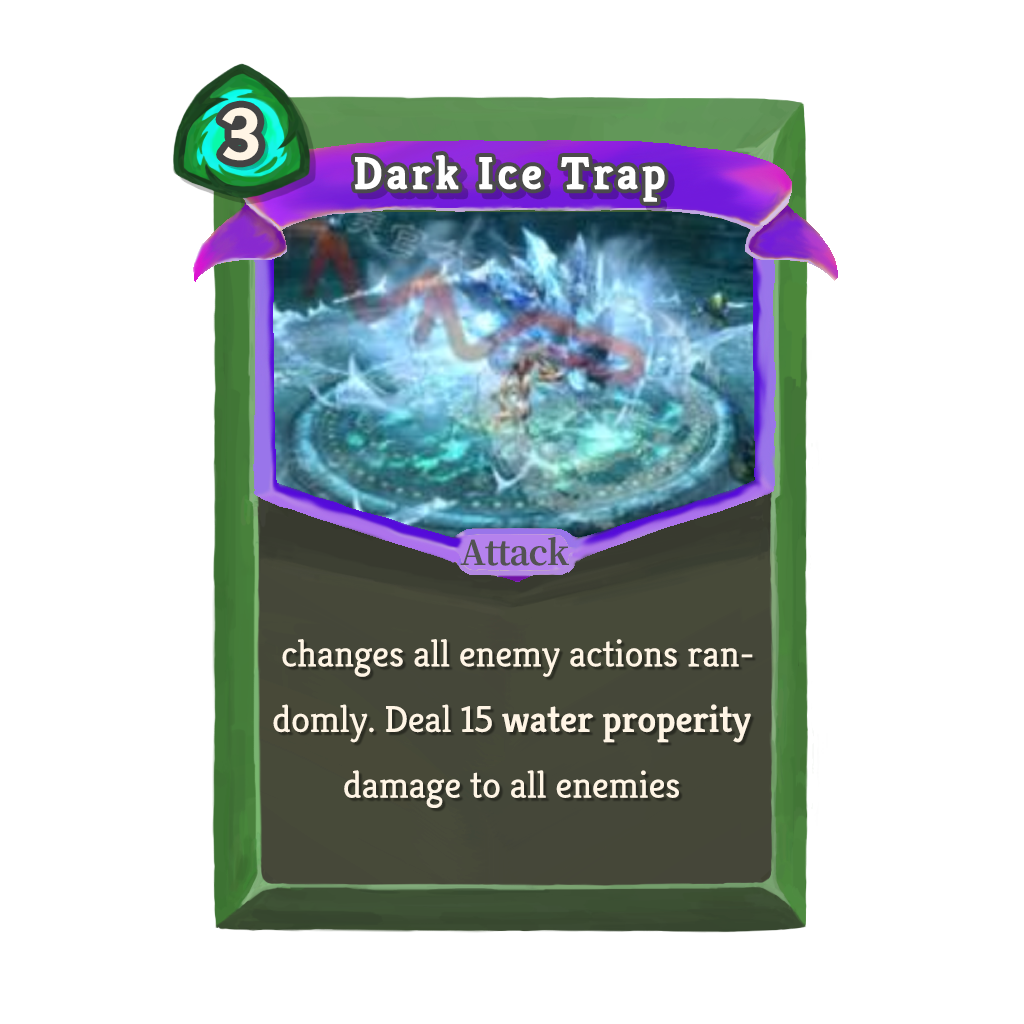 3
Dark Ice Trap
Attack
changes all enemy actions ran-
domly. Deal 15 water properity
damage to all enemies